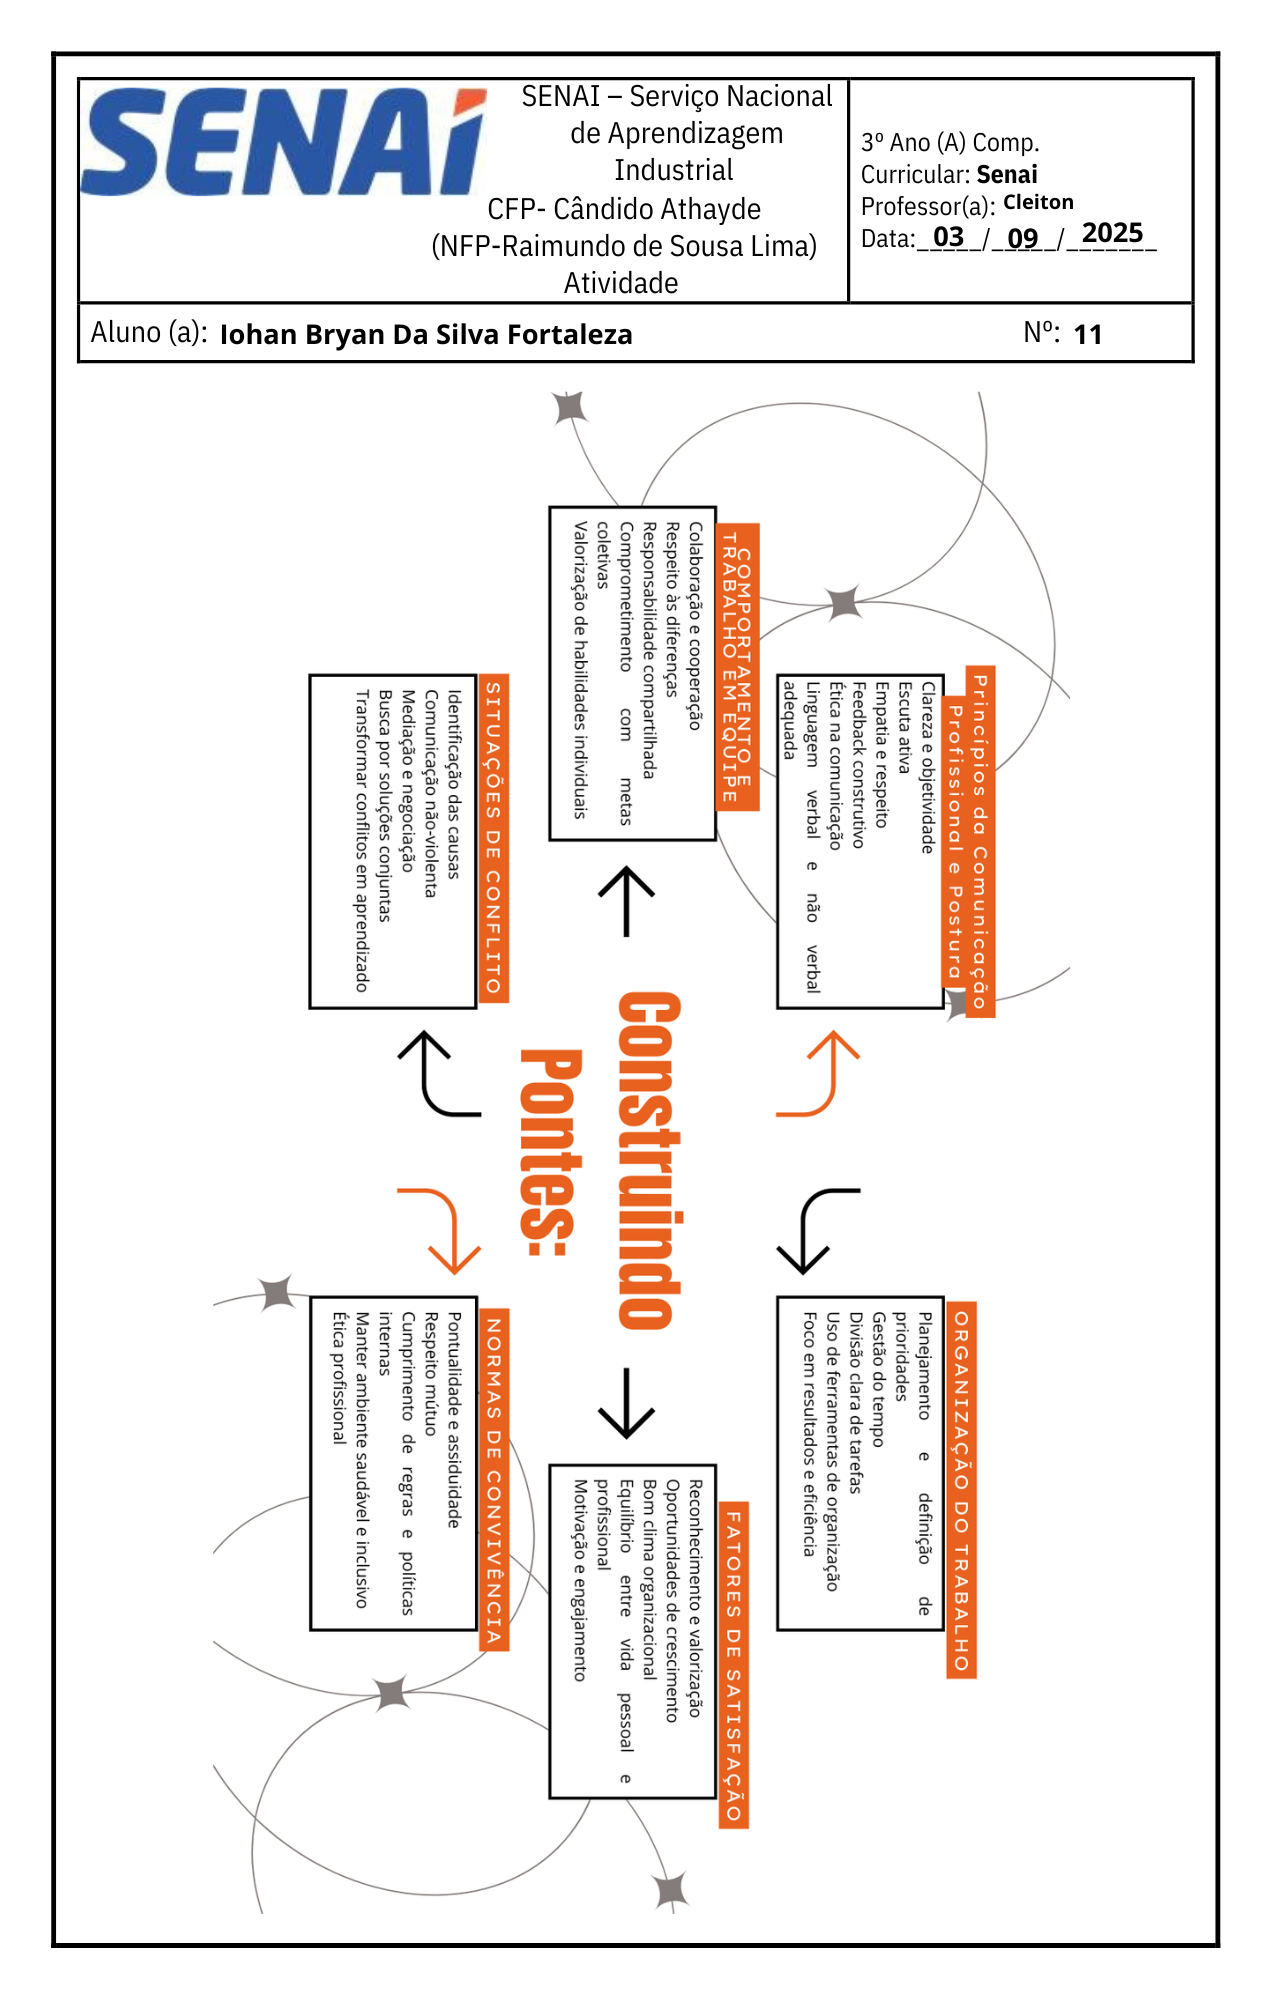 SENAI
SENAI – Serviço Nacional
de Aprendizagem
Industrial
CFP- Cândido Athayde
(NFP-Raimundo de Sousa Lima)
Atividade
3º Ano (A) Comp.
Curricular: Senai
Professor(a): Cleiton
Data:_03_/_09_/_2025_
Aluno (a): Iohan Bryan Da Silva Fortaleza Nº: 11
Princípios da Comunicação
Profissional e Postura
Clareza e objetividade
Escuta ativa
Empatia e respeito
Feedback construtivo
Ética na comunicação
Linguagem verbal e não verbal
adequada
ORGANIZAÇÃO DO TRABALHO
Planejamento e definição de
prioridades
Gestão do tempo
Divisão clara de tarefas
Uso de ferramentas de organização
Foco em resultados e eficiência
COMPORTAMENTO E
TRABALHO EM EQUIPE
Colaboração e cooperação
Respeito às diferenças
Responsabilidade compartilhada
Comprometimento com metas
coletivas
Valorização de habilidades individuais
Construindo
Pontes:
FATORES DE SATISFAÇÃO
Reconhecimento e valorização
Oportunidades de crescimento
Bom clima organizacional
Equilíbrio entre vida pessoal e
profissional
Motivação e engajamento
SITUAÇÕES DE CONFLITO
Identificação das causas
Comunicação não-violenta
Mediação e negociação
Busca por soluções conjuntas
Transformar conflitos em aprendizado
NORMAS DE CONVIVÊNCIA
Pontualidade e assiduidade
Respeito mútuo
Cumprimento de regras e políticas
internas
Manter ambiente saudável e inclusivo
Ética profissional